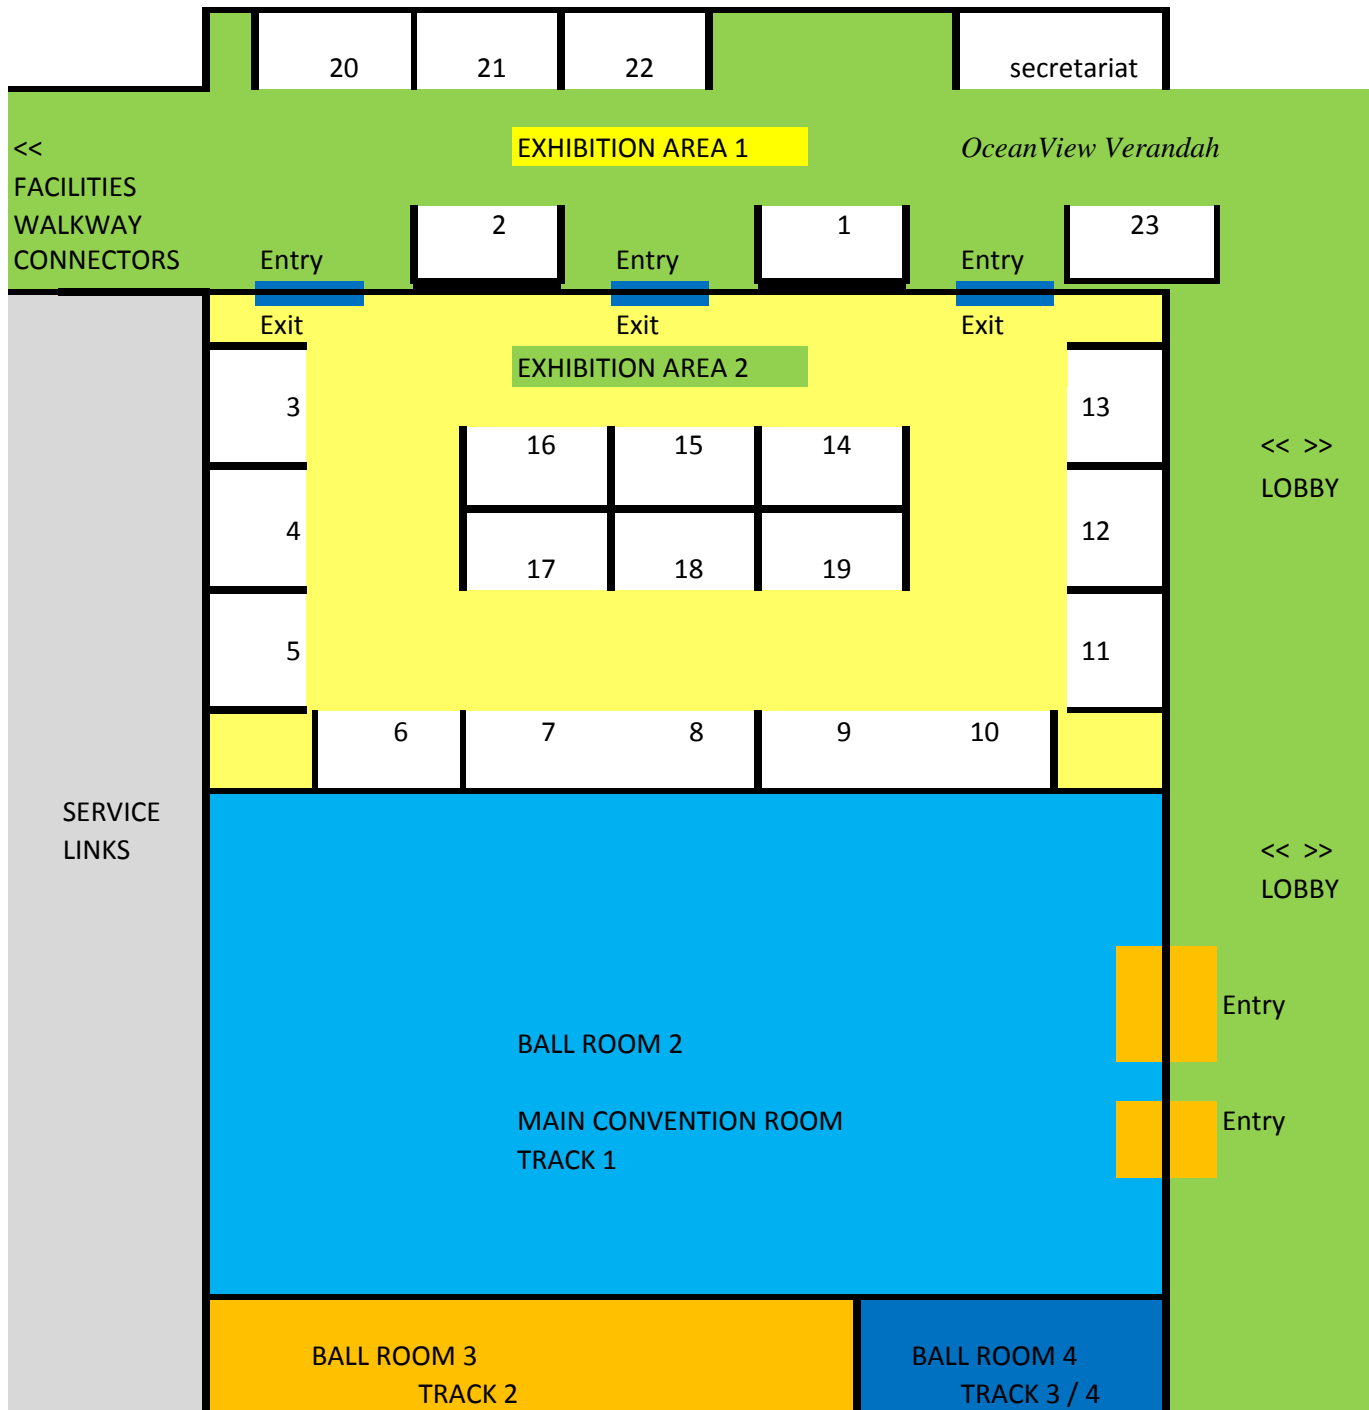 20 21 22 secretariat
<< EXHIBITION AREA 1 OceanView Verandah
FACILITIES
WALKWAY 2 1 23
CONNECTORS Entry Entry Entry
Exit Exit Exit
EXHIBITION AREA 2
3 13
16 15 14 << >>
LOBBY
4 12
17 18 19
5 11
6 7 8 9 10
SERVICE
LINKS << >>
LOBBY
Entry
BALL ROOM 2
MAIN CONVENTION ROOM Entry
TRACK 1
BALL ROOM 3 BALL ROOM 4
TRACK 2 TRACK 3 / 4